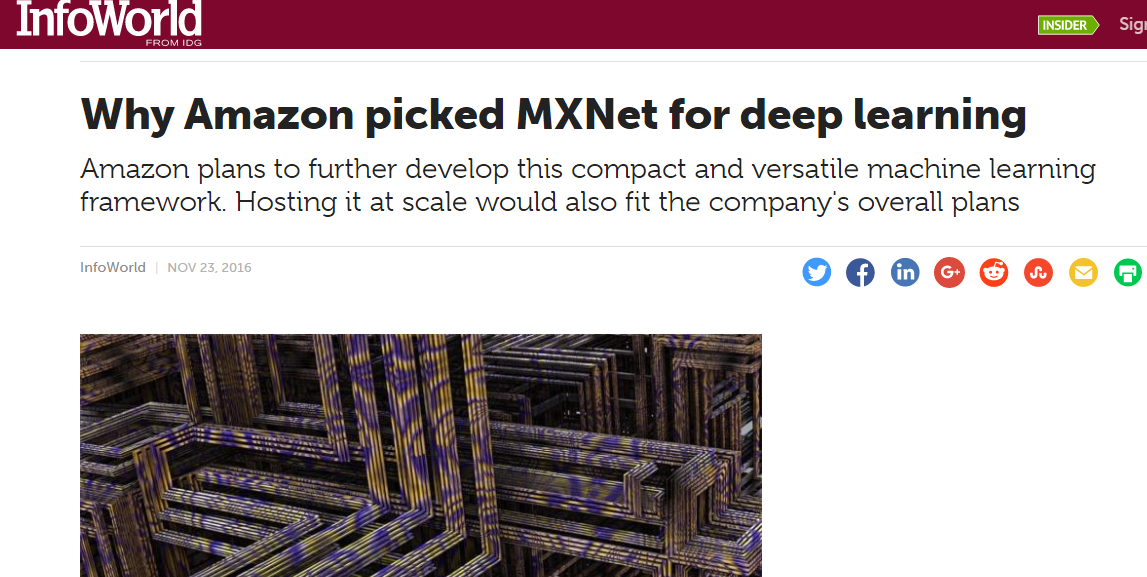 InfoWorld
FROM IDG
INSIDER
Why Amazon picked MXNet for deep learning
Amazon plans to further develop this compact and versatile machine learning
framework. Hosting it at scale would also fit the company's overall plans
InfoWorld | NOV 23, 2016
G+
in